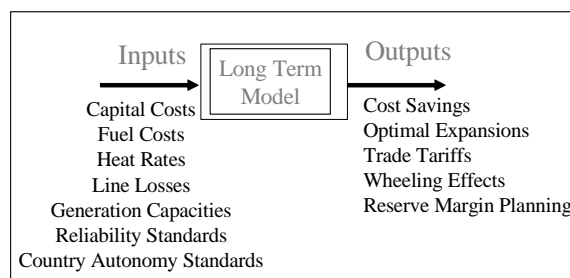 Inputs
Long Term
Model
Outputs
Capital Costs
Fuel Costs
Heat Rates
Line Losses
Generation Capacities
Reliability Standards
Country Autonomy Standards
Cost Savings
Optimal Expansions
Trade Tariffs
Wheeling Effects
Reserve Margin Planning